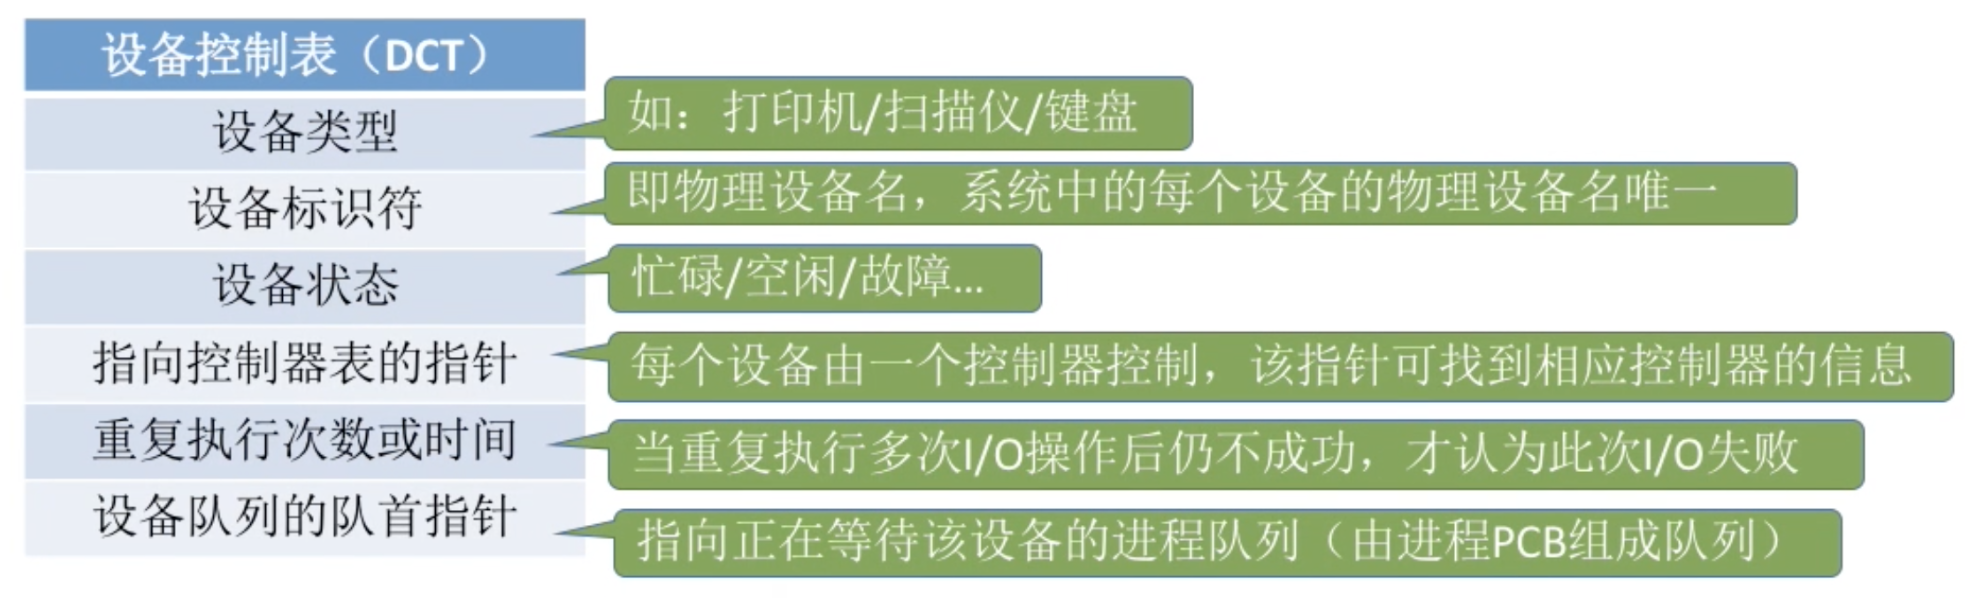 设备控制表（DCT）
设备类型
如：打印机/扫描仪/键盘
设备标识符
即物理设备名，系统中的每个设备的物理设备名唯一
设备状态
忙碌/空闲/故障...
指向控制器表的指针
每个设备由一个控制器控制，该指针可找到相应控制器的信息
重复执行次数或时间
当重复执行多次I/O操作后仍不成功，才认为此次I/O失败
设备队列的队首指针
指向正在等待该设备的进程队列（由进程PCB组成队列）